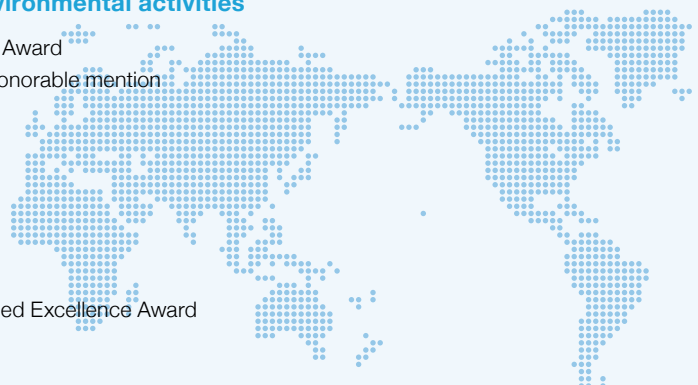 vironmental activities
Award
onorable mention
ed Excellence Award